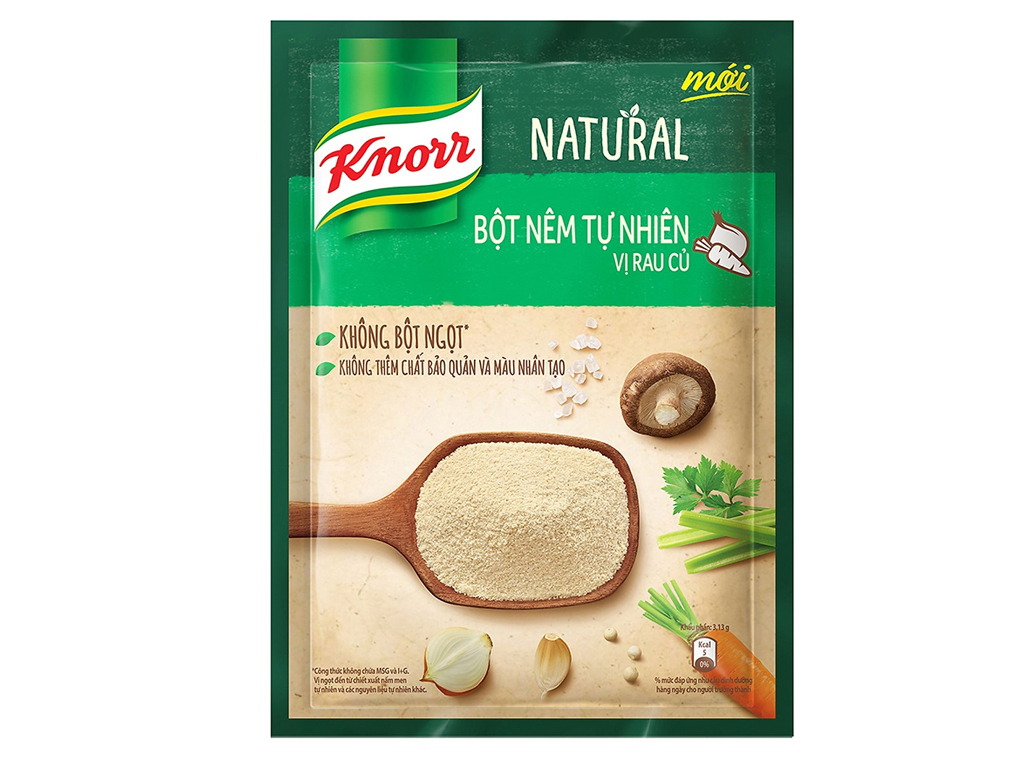 mới
Knorr
NATURAL
BỘT NÊM TỰ NHIÊN
VỊ RAU CỦ
KHÔNG BỘT NGỌT*
KHÔNG THÊM CHẤT BẢO QUẢN VÀ MÀU NHÂN TẠO
Khẩu phần: 3,13 g
Kcal
5
0%
*Công thức không chứa MSG và I+G.
Vị ngọt đến từ chiết xuất nấm men
tự nhiên và các nguyên liệu tự nhiên khác.
% mức đáp ứng nhu cầu dinh dưỡng
hàng ngày cho người trưởng thành